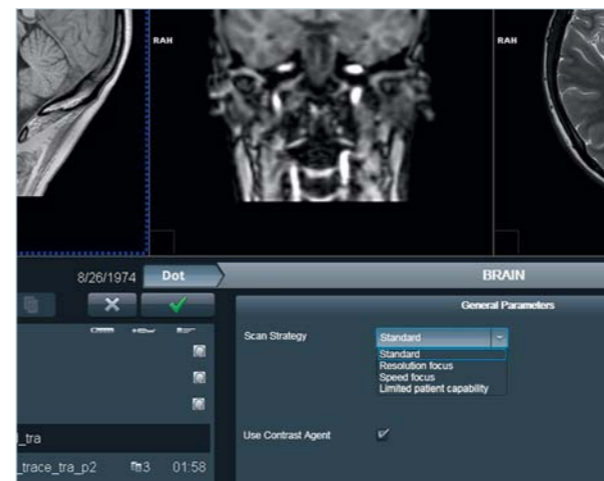 RAH
RAH
8/26/1974 Dot BRAIN
General Parameters
Scan Strategy Standard
Standard
Resolution focus
Speed focus
Limited patient capability
_tra
Use Contrast Agent
_trace_tra_p2 3 01:58